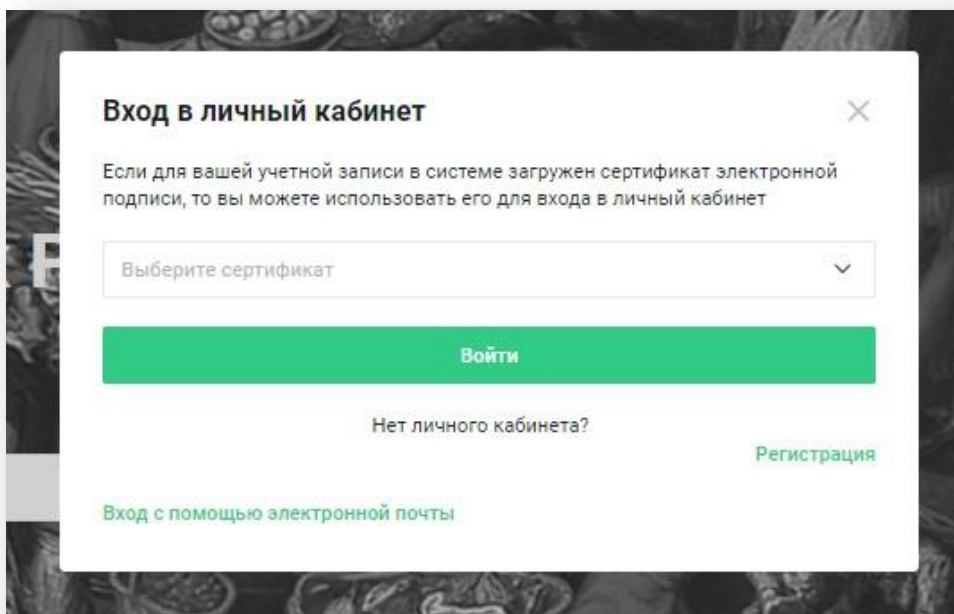 Вход в личный кабинет
Если для вашей учетной записи в системе загружен сертификат электронной
подписи, то вы можете использовать его для входа в личный кабинет
Выберите сертификат
Войти
Нет личного кабинета?
Регистрация
Вход с помощью электронной почты